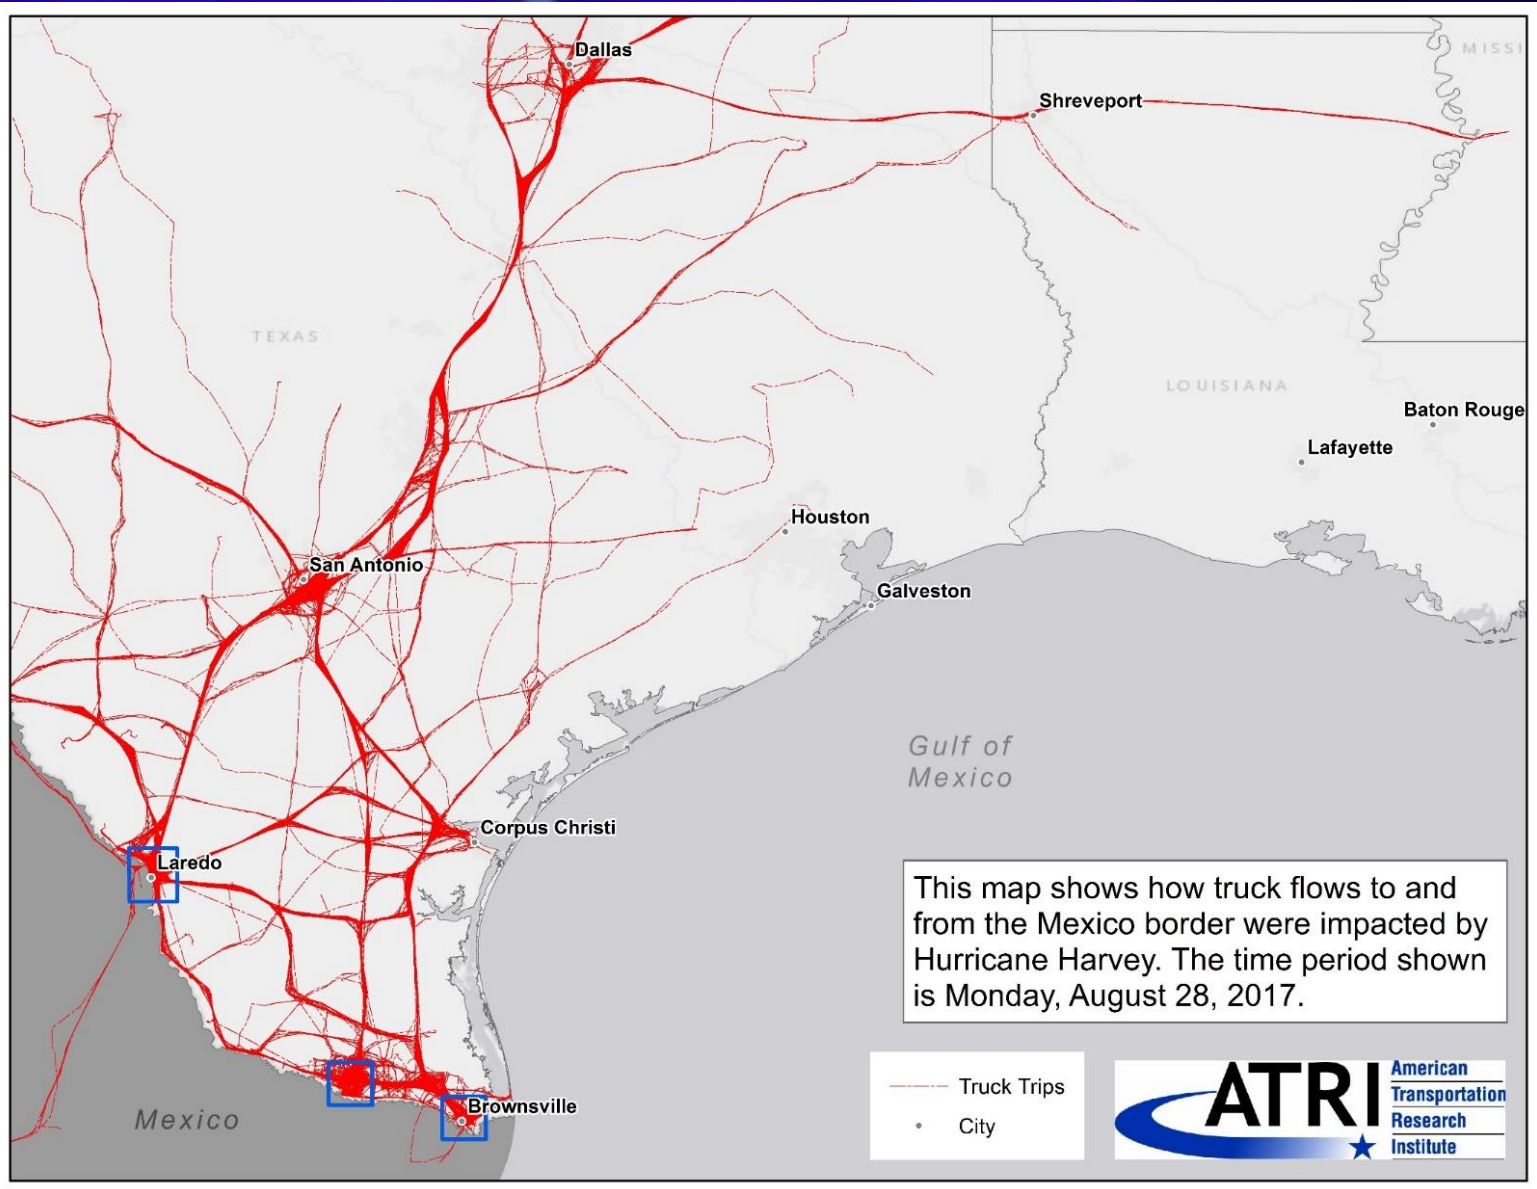 Dallas
MISSI
Shreveport
TEXAS
LOUISIANA
Baton Rouge
Lafayette
Houston
San Antonio
Galveston
Gulf of
Mexico
Corpus Christi
Laredo
This map shows how truck flows to and
from the Mexico border were impacted by
Hurricane Harvey. The time period shown
is Monday, August 28, 2017.
Truck Trips
City
Brownsville
Mexico
ATRI
American
Transportation
Research
Institute